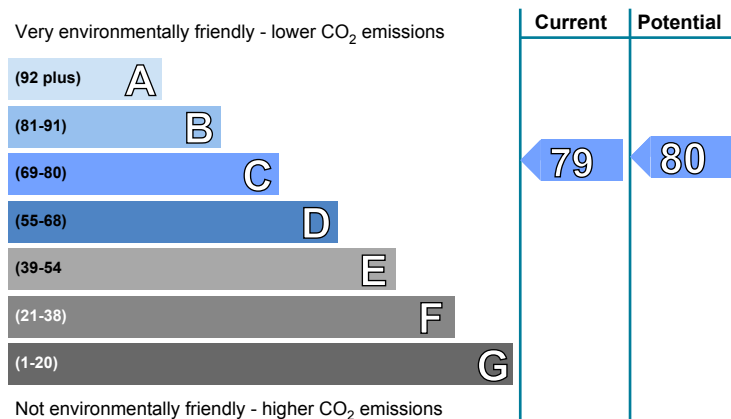 Very environmentally friendly - lower CO₂ emissions
Current Potential
(92 plus) A
(81-91) B
(69-80) C
79 80
(55-68) D
(39-54 E
(21-38) F
(1-20) G
Not environmentally friendly - higher CO₂ emissions